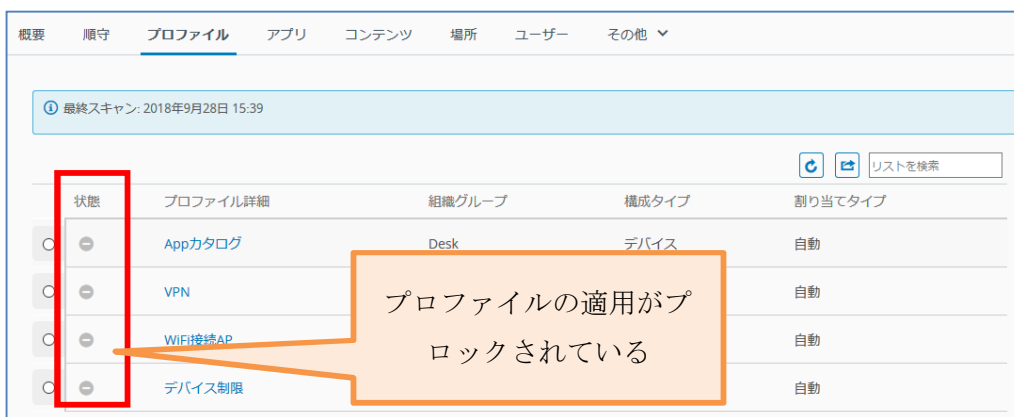 概要 順守 プロファイル アプリ コンテンツ 場所 ユーザー その他
最終スキャン: 2018年9月28日 15:39
リストを検索
状態 プロファイル詳細 組織グループ 構成タイプ 割り当てタイプ
Appカタログ Desk デバイス 自動
VPN 自動
WiFi接続AP 自動
デバイス制限 自動
プロファイルの適用がプ
ロックされている